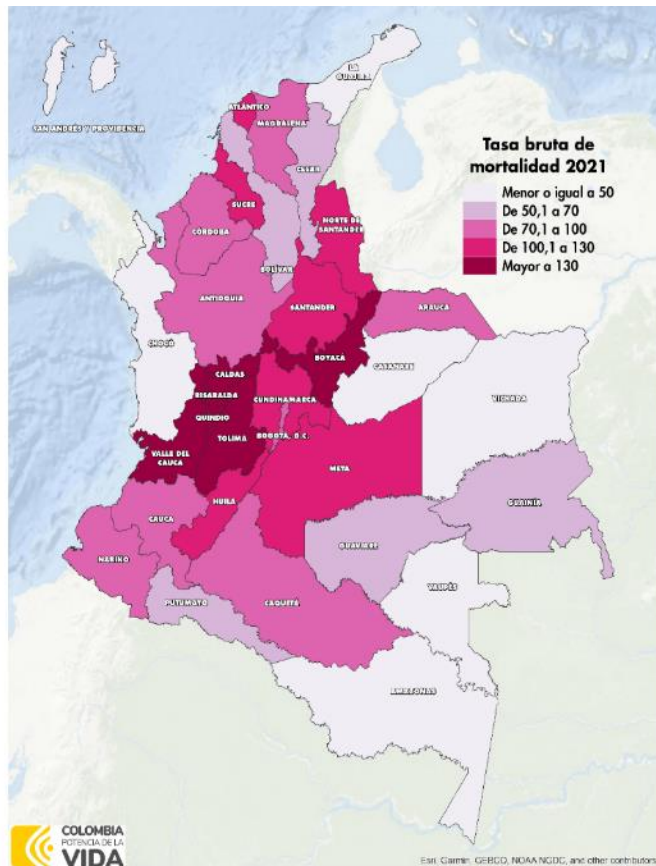 LA
GUAJIRA
ATLÁNTICO
MAGDALENA
SAN ANDRÉS Y PROVIDENCIA
Tasa bruta de
mortalidad 2021
Menor o igual a 50
De 50,1 a 70
De 70,1 a 100
De 100,1 a 130
Mayor a 130
CESAR
SUCRE
NORTE DE
SANTANDER
CÓRDOBA
BOLÍVAR
ANTIOQUIA
SANTANDER
ARAUCA
CHOCÓ
BOYACÁ
CASANARE
CALDAS
RISARALDA
CUNDINAMARCA
VICHADA
QUINDIO
TOLIMA
BOGOTÁ, D.C.
VALLE DEL
CAUCA
META
HUILA
GUAINÍA
CAUCA
GUAVIARE
NARIÑO
VAUPÉS
PUTUMAYO
CAQUETÁ
AMAZONAS
COLOMBIA
POTENCIA DE LA
VIDA
Esri, Garmin, GEBCO, NOAA NGDC, and other contributors